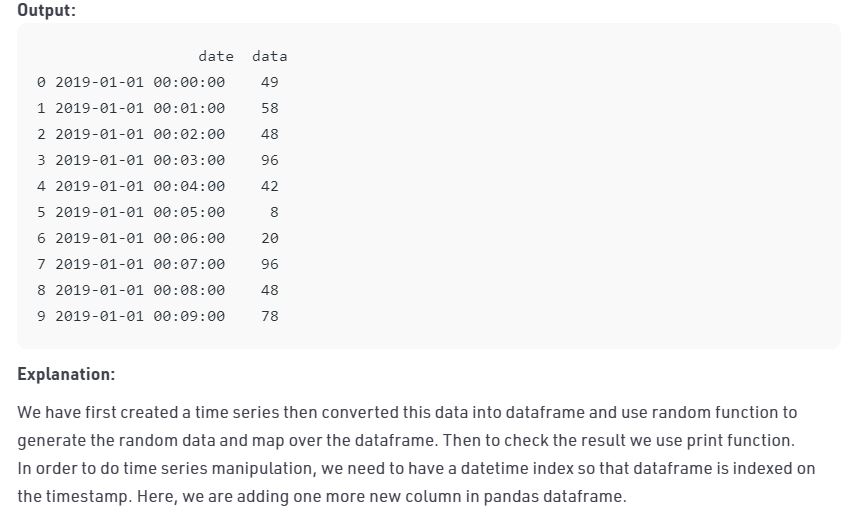 Output:
date data
0 2019-01-01 00:00:00 49
1 2019-01-01 00:01:00 58
2 2019-01-01 00:02:00 48
3 2019-01-01 00:03:00 96
4 2019-01-01 00:04:00 42
5 2019-01-01 00:05:00 8
6 2019-01-01 00:06:00 20
7 2019-01-01 00:07:00 96
8 2019-01-01 00:08:00 48
9 2019-01-01 00:09:00 78
Explanation:
We have first created a time series then converted this data into dataframe and use random function to
generate the random data and map over the dataframe. Then to check the result we use print function.
In order to do time series manipulation, we need to have a datetime index so that dataframe is indexed on
the timestamp. Here, we are adding one more new column in pandas dataframe.